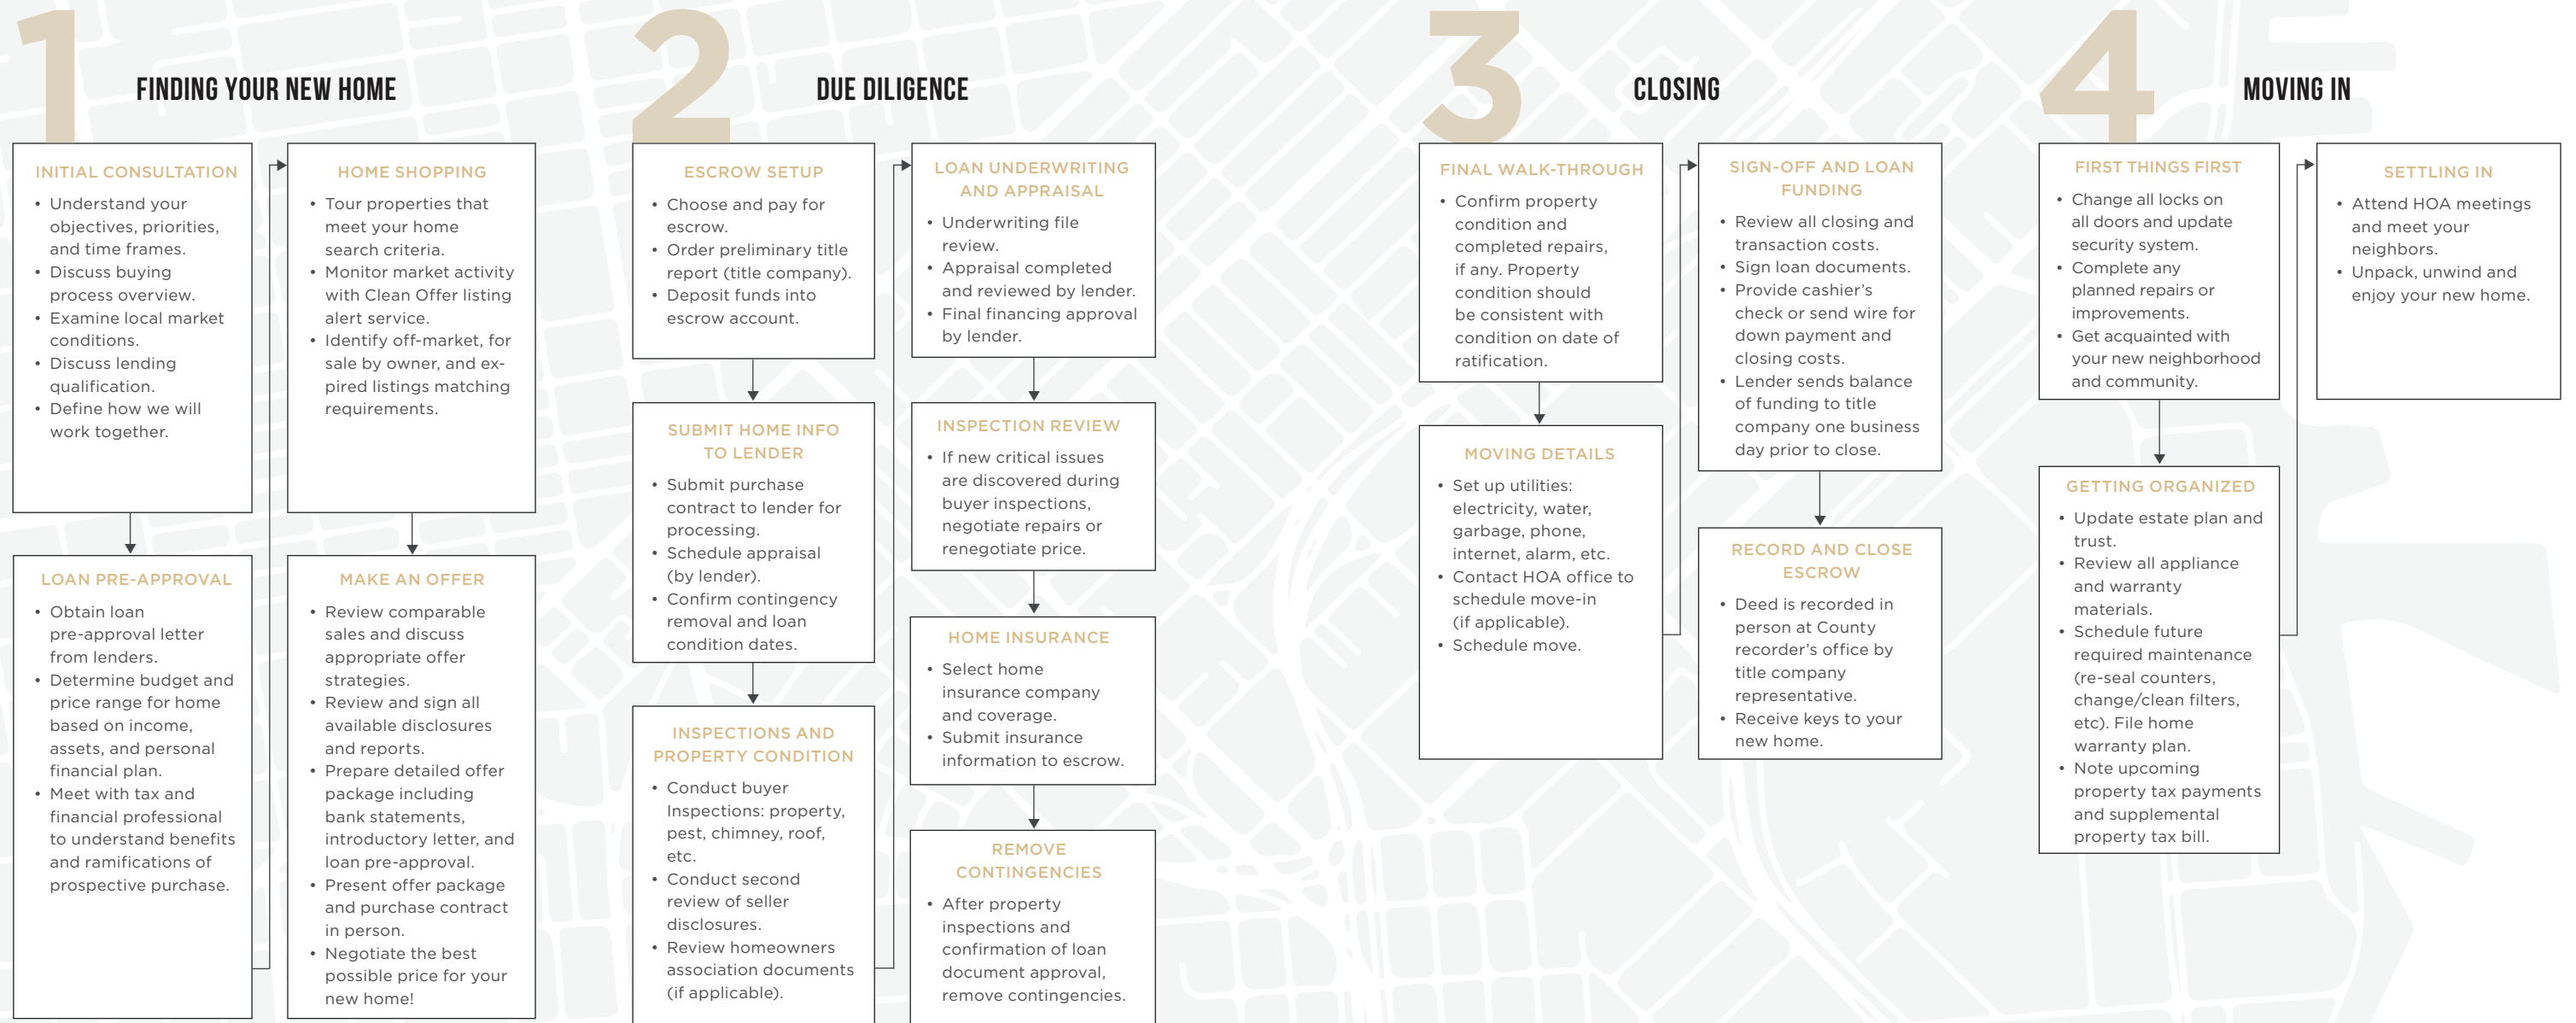 1
FINDING YOUR NEW HOME
INITIAL CONSULTATION
• Understand your
objectives, priorities,
and time frames.
• Discuss buying
process overview.
• Examine local market
conditions.
• Discuss lending
qualification.
• Define how we will
work together.
LOAN PRE-APPROVAL
• Obtain loan
pre-approval letter
from lenders.
• Determine budget and
price range for home
based on income,
assets, and personal
financial plan.
• Meet with tax and
financial professional
to understand benefits
and ramifications of
prospective purchase.
HOME SHOPPING
• Tour properties that
meet your home
search criteria.
• Monitor market activity
with Clean Offer listing
alert service.
• Identify off-market, for
sale by owner, and ex-
pired listings matching
requirements.
MAKE AN OFFER
• Review comparable
sales and discuss
appropriate offer
strategies.
• Review and sign all
available disclosures
and reports.
• Prepare detailed offer
package including
bank statements,
introductory letter, and
loan pre-approval.
• Present offer package
and purchase contract
in person.
• Negotiate the best
possible price for your
new home!
2
DUE DILIGENCE
ESCROW SETUP
• Choose and pay for
escrow.
• Order preliminary title
report (title company).
• Deposit funds into
escrow account.
SUBMIT HOME INFO
TO LENDER
• Submit purchase
contract to lender for
processing.
• Schedule appraisal
(by lender).
• Confirm contingency
removal and loan
condition dates.
INSPECTIONS AND
PROPERTY CONDITION
• Conduct buyer
Inspections: property,
pest, chimney, roof,
etc.
• Conduct second
review of seller
disclosures.
• Review homeowners
association documents
(if applicable).
LOAN UNDERWRITING
AND APPRAISAL
• Underwriting file
review.
• Appraisal completed
and reviewed by lender.
• Final financing approval
by lender.
INSPECTION REVIEW
• If new critical issues
are discovered during
buyer inspections,
negotiate repairs or
renegotiate price.
HOME INSURANCE
• Select home
insurance company
and coverage.
• Submit insurance
information to escrow.
REMOVE
CONTINGENCIES
• After property
inspections and
confirmation of loan
document approval,
remove contingencies.
3
CLOSING
FINAL WALK-THROUGH
• Confirm property
condition and
completed repairs,
if any. Property
condition should
be consistent with
condition on date of
ratification.
MOVING DETAILS
• Set up utilities:
electricity, water,
garbage, phone,
internet, alarm, etc.
• Contact HOA office to
schedule move-in
(if applicable).
• Schedule move.
SIGN-OFF AND LOAN
FUNDING
• Review all closing and
transaction costs.
• Sign loan documents.
• Provide cashier's
check or send wire for
down payment and
closing costs.
• Lender sends balance
of funding to title
company one business
day prior to close.
RECORD AND CLOSE
ESCROW
• Deed is recorded in
person at County
recorder's office by
title company
representative.
• Receive keys to your
new home.
4
MOVING IN
FIRST THINGS FIRST
• Change all locks on
all doors and update
security system.
• Complete any
planned repairs or
improvements.
• Get acquainted with
your new neighborhood
and community.
GETTING ORGANIZED
• Update estate plan and
trust.
• Review all appliance
and warranty
materials.
• Schedule future
required maintenance
(re-seal counters,
change/clean filters,
etc). File home
warranty plan.
• Note upcoming
property tax payments
and supplemental
property tax bill.
SETTLING IN
• Attend HOA meetings
and meet your
neighbors.
• Unpack, unwind and
enjoy your new home.